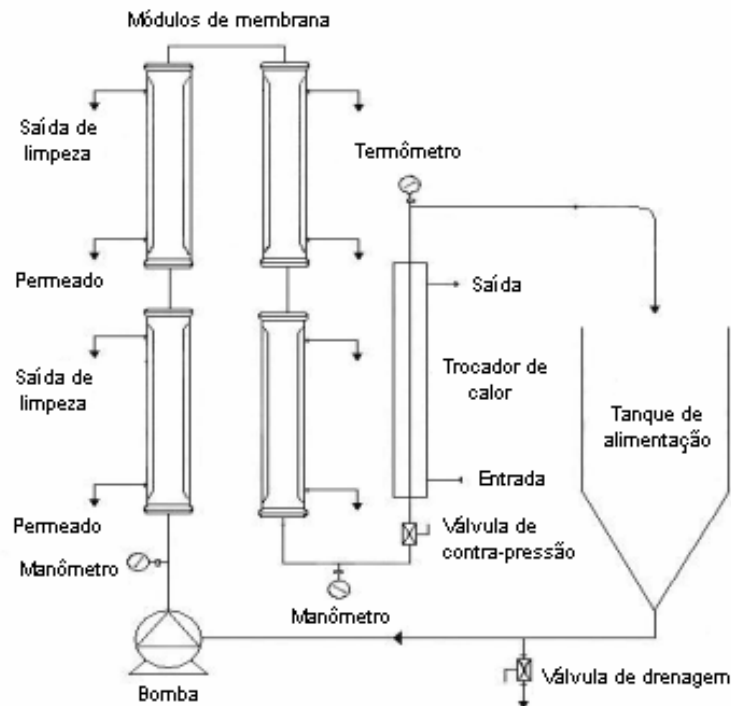 Módulos de membrana
Saída de
limpeza
Termômetro
Permeado
Saída
Saída de
limpeza
Trocador de
calor
Tanque de
alimentação
Entrada
Permeado
Válvula de
contra-pressão
Manômetro
Manômetro
Válvula de drenagem
Bomba